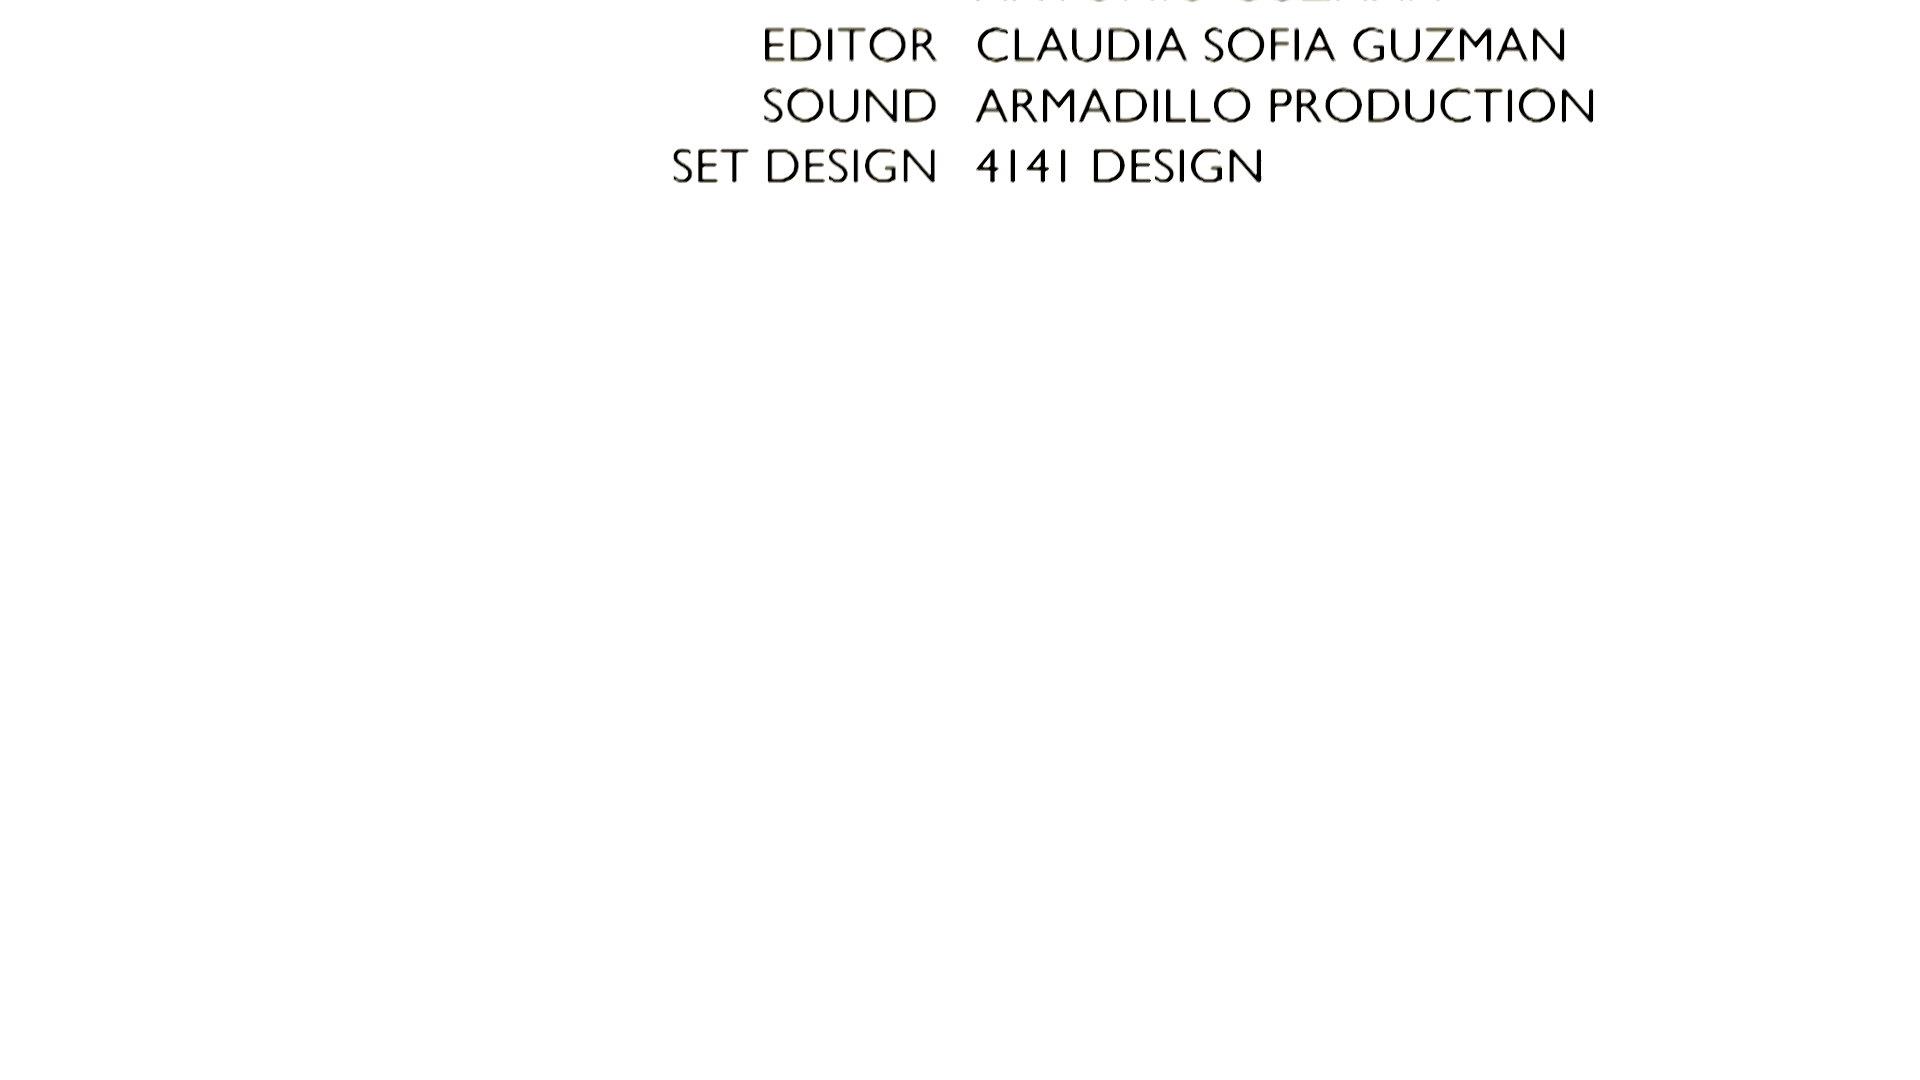 EDITOR CLAUDIA SOFIA GUZMAN
SOUND ARMADILLO PRODUCTION
SET DESIGN 4141 DESIGN